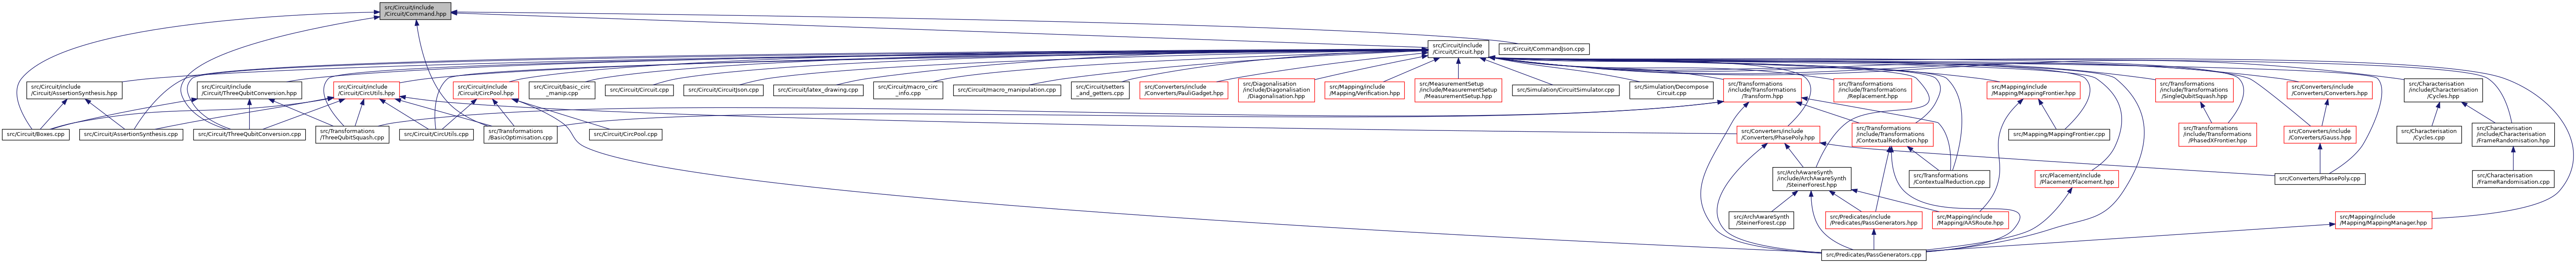 src/Circuit/include
/Circuit/Command.hpp
src/Circuit/include
/Circuit/Circuit.hpp
src/Circuit/CommandJson.cpp
src/Circuit/include
/Circuit/AssertionSynthesis.hpp
src/Circuit/include
/Circuit/ThreeQubitConversion.hpp
src/Circuit/include
/Circuit/CircUtils.hpp
src/Circuit/include
/Circuit/CircPool.hpp
src/Circuit/basic_circ
_manip.cpp
src/Circuit/Circuit.cpp
src/Circuit/CircuitJson.cpp
src/Circuit/latex_drawing.cpp
src/Circuit/macro_circ
_info.cpp
src/Circuit/macro_manipulation.cpp
src/Circuit/setters
_and_getters.cpp
src/Converters/include
/Converters/PauliGadget.hpp
src/Diagonalisation
/include/Diagonalisation
/Diagonalisation.hpp
src/Mapping/include
/Mapping/Verification.hpp
src/MeasurementSetup
/include/MeasurementSetup
/MeasurementSetup.hpp
src/Simulation/CircuitSimulator.cpp
src/Simulation/Decompose
Circuit.cpp
src/Transformations
/include/Transformations
/Transform.hpp
src/Transformations
/include/Transformations
/Replacement.hpp
src/Mapping/include
/Mapping/MappingFrontier.hpp
src/Transformations
/include/Transformations
/SingleQubitSquash.hpp
src/Converters/include
/Converters/Converters.hpp
src/Characterisation
/include/Characterisation
/Cycles.hpp
src/Circuit/Boxes.cpp
src/Circuit/AssertionSynthesis.cpp
src/Circuit/ThreeQubitConversion.cpp
src/Transformations
/ThreeQubitSquash.cpp
src/Circuit/CircUtils.cpp
src/Transformations
/BasicOptimisation.cpp
src/Circuit/CircPool.cpp
src/Converters/include
/Converters/PhasePoly.hpp
src/Transformations
/include/Transformations
/ContextualReduction.hpp
src/Mapping/MappingFrontier.cpp
src/Transformations
/include/Transformations
/PhasedXFrontier.hpp
src/Converters/include
/Converters/Gauss.hpp
src/Characterisation
/Cycles.cpp
src/Characterisation
/include/Characterisation
/FrameRandomisation.hpp
src/ArchAwareSynth
/include/ArchAwareSynth
/SteinerForest.hpp
src/Transformations
/ContextualReduction.cpp
src/Placement/include
/Placement/Placement.hpp
src/Converters/PhasePoly.cpp
src/Characterisation
/FrameRandomisation.cpp
src/ArchAwareSynth
/SteinerForest.cpp
src/Predicates/include
/Predicates/PassGenerators.hpp
src/Mapping/include
/Mapping/AASRoute.hpp
src/Mapping/include
/Mapping/MappingManager.hpp
src/Predicates/PassGenerators.cpp